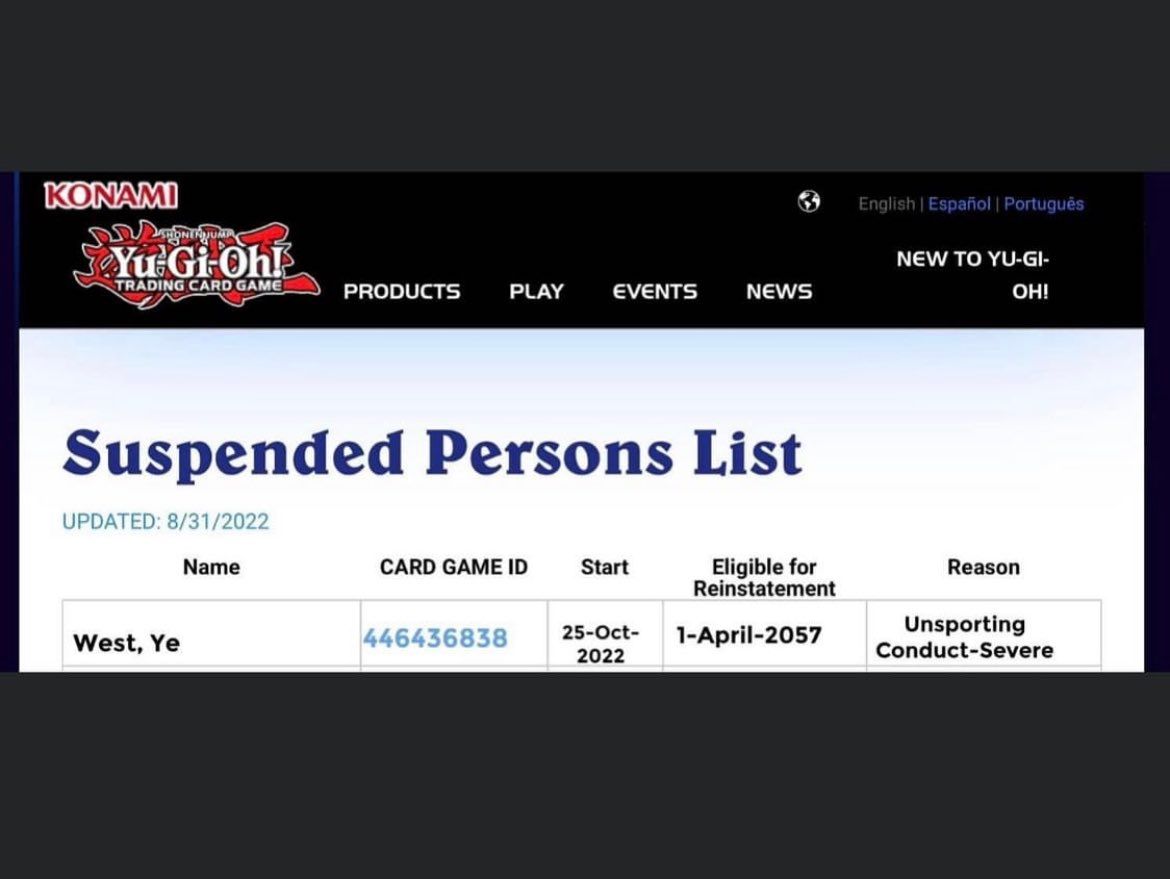 KONAMI
English | Español | Português
SHONEN JUMP
Yu-Gi-Oh!
TRADING CARD GAME
PRODUCTS PLAY EVENTS NEWS
NEW TO YU-GI-
OH!
Suspended Persons List
UPDATED: 8/31/2022
Name CARD GAME ID Start Eligible for
Reinstatement Reason
West, Ye 446436838 25-Oct-
2022 1-April-2057 Unsporting
Conduct-Severe